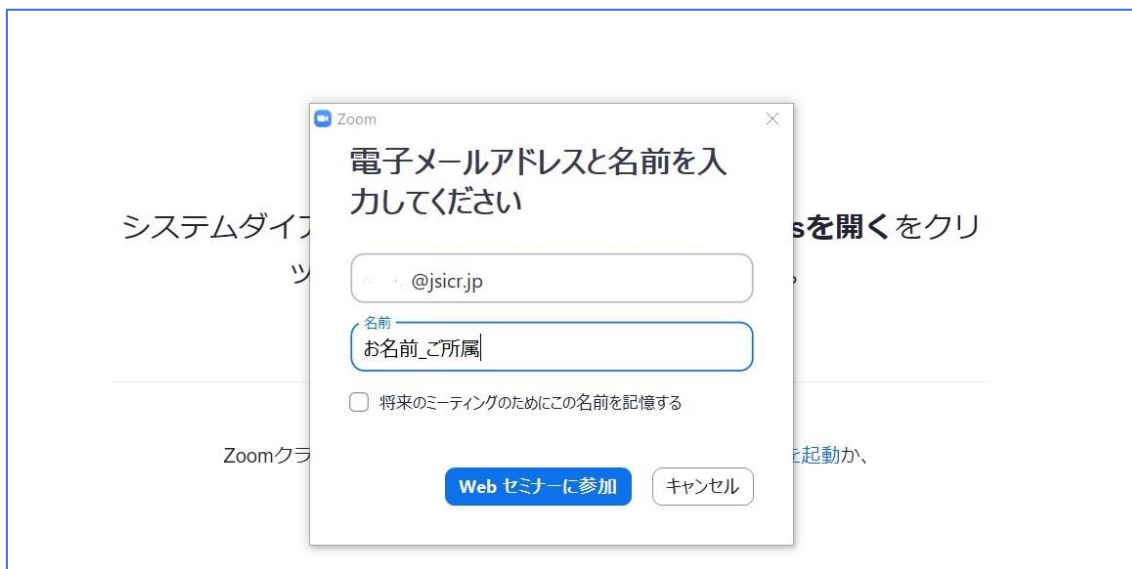 Zoom
電子メールアドレスと名前を入
力してください
システムダイア
sを開くをクリ
ッ
@jsicr.jp
名前
お名前_ご所属
将来のミーティングのためにこの名前を記憶する
Zoomクラ
を起動か、
Web セミナーに参加
キャンセル